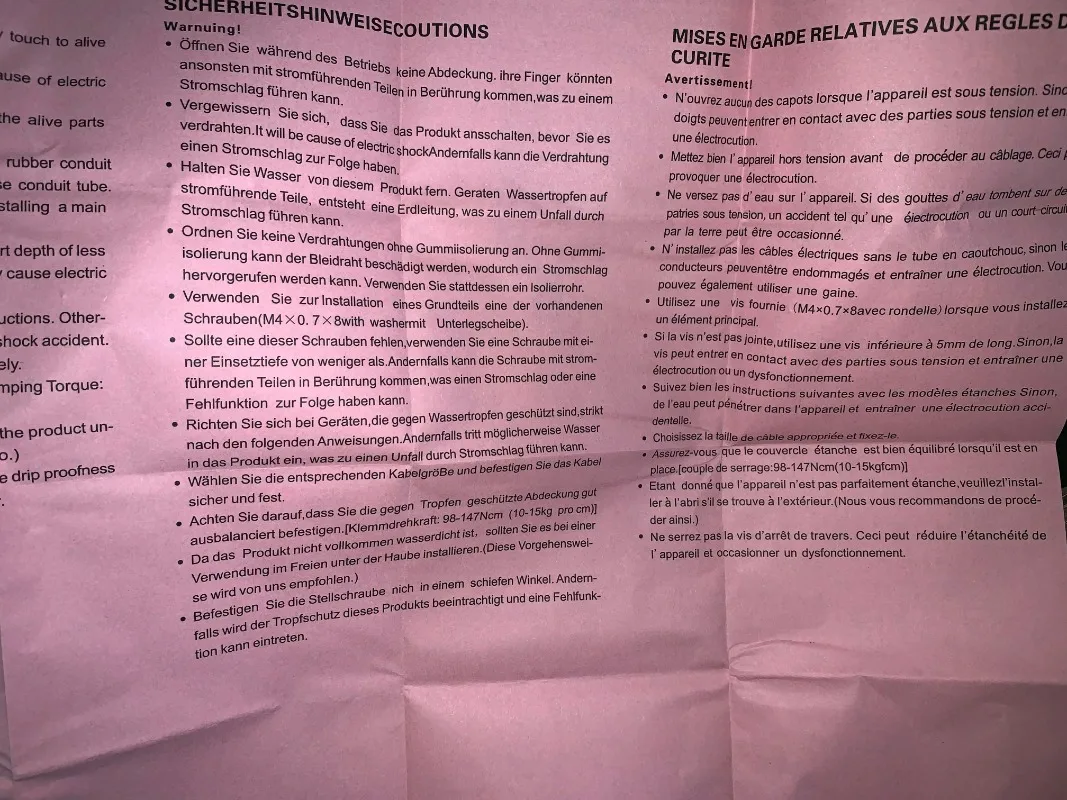 touch to alive
ause of electric
the alive parts
rubber conduit
se conduit tube.
stalling a main
rt depth of less
cause electric
uctions. Other-
shock accident.
ely.
mping Torque:
the product un-
o.)
e drip proofness
SICHERHEITSHINWEISECOUTIONS
Warnuing!
• Öffnen Sie während des Betriebs keine Abdeckung. ihre Finger könnten
ansonsten mit stromführenden Teilen in Berührung kommen,was zu einem
Stromschlag führen kann.
• Vergewissern Sie sich, dass Sie das Produkt ansschalten, bevor Sie es
verdrahten.It will be cause of electric shockAndernfalls kann die Verdrahtung
einen Stromschlag zur Folge haben.
• Halten Sie Wasser von diesem Produkt fern. Geraten Wassertropfen auf
stromführende Teile, entsteht eine Erdleitung, was zu einem Unfall durch
Stromschlag führen kann.
• Ordnen Sie keine Verdrahtungen ohne Gummiisolierung an. Ohne Gummi-
isolierung kann der Bleidraht beschädigt werden, wodurch ein Stromschlag
hervorgerufen werden kann. Verwenden Sie stattdessen ein Isolierrohr.
• Verwenden Sie zur Installation eines Grundteils eine der vorhandenen
Schrauben(M4×0. 7×8with washermit Unterlegscheibe).
• Sollte eine dieser Schrauben fehlen,verwenden Sie eine Schraube mit ei-
ner Einsetztiefe von weniger als.Andernfalls kann die Schraube mit strom-
führenden Teilen in Berührung kommen,was einen Stromschlag oder eine
Fehlfunktion zur Folge haben kann.
• Richten Sie sich bei Geräten,die gegen Wassertropfen geschützt sind,strikt
nach den folgenden Anweisungen.Andernfalls tritt möglicherweise Wasser
in das Produkt ein, was zu einen Unfall durch Stromschlag führen kann.
• Wählen Sie die entsprechenden Kabelgröße und befestigen Sie das Kabel
sicher und fest.
• Achten Sie darauf,dass Sie die gegen Tropfen geschützte Abdeckung gut
ausbalanciert befestigen.[Klemmdrehkraft: 98-147Ncm (10-15kg pro cm)]
• Da das Produkt nicht vollkommen wasserdicht ist, sollten Sie es bei einer
Verwendung im Freien unter der Haube installieren.(Diese Vorgehenswei-
se wird von uns empfohlen.)
• Befestigen Sie die Stellschraube nich in einem schiefen Winkel. Andern-
falls wird der Tropfschutz dieses Produkts beeintrachtigt und eine Fehlfunk-
tion kann eintreten.
MISES EN GARDE RELATIVES AUX REGLES D
CURITE
Avertissement!
• N'ouvrez aucun des capots lorsque l'appareil est sous tension. Sinc
doigts peuvent entrer en contact avec des parties sous tension et en
une électrocution.
• Mettez bien l'appareil hors tension avant de procéder au câblage. Ceci p
provoquer une électrocution.
• Ne versez pas d'eau sur l'appareil. Si des gouttes d'eau tombent sur de
patries sous tension, un accident tel qu'une électrocution ou un court-circui
par la terre peut être occasionné.
• N'installez pas les câbles électriques sans le tube en caoutchouc, sinon le
conducteurs peuventêtre endommagés et entraîner une électrocution. Vou
pouvez également utiliser une gaine.
• Utilisez une vis fournie (M4×0.7×8avec rondelle) lorsque vous installez
un élément principal.
• Si la vis n'est pas jointe,utilisez une vis inférieure à 5mm de long.Sinon,la
vis peut entrer en contact avec des parties sous tension et entraîner une
électrocution ou un dysfonctionnement.
• Suivez bien les instructions suivantes avec les modèles étanches Sinon,
de l'eau peut pénétrer dans l'appareil et entraîner une électrocution acci-
dentelle.
• Choisissez la taille de câble appropriée et fixez-le.
• Assurez-vous que le couvercle étanche est bien équilibré lorsqu'il est en
place.[couple de serrage:98-147Ncm(10-15kgfcm)]
• Etant donné que l'appareil n'est pas parfaitement étanche,veuillezl'instal-
ler à l'abri s'il se trouve à l'extérieur.(Nous vous recommandons de procé-
der ainsi.)
• Ne serrez pas la vis d'arrêt de travers. Ceci peut réduire l'étanchéité de
l'appareil et occasionner un dysfonctionnement.